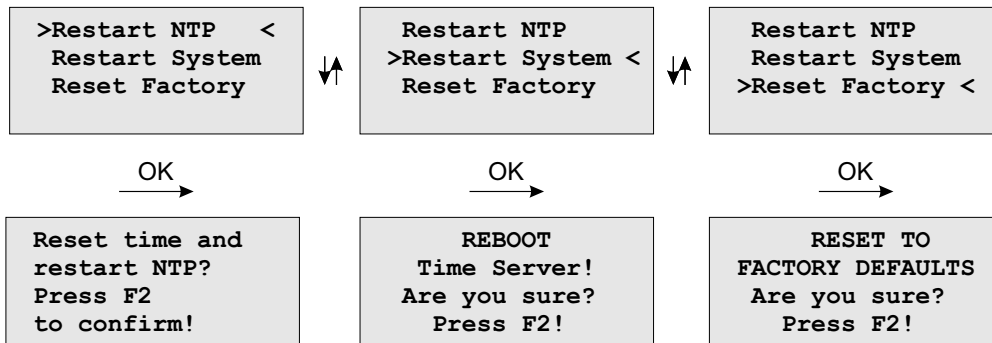 >Restart NTP   <
Restart System
Reset Factory
Restart NTP
>Restart System <
Reset Factory
Restart NTP
Restart System
>Reset Factory <
OK
OK
OK
Reset time and
restart NTP?
Press F2
to confirm!
REBOOT
Time Server!
Are you sure?
Press F2!
RESET TO
FACTORY DEFAULTS
Are you sure?
Press F2!